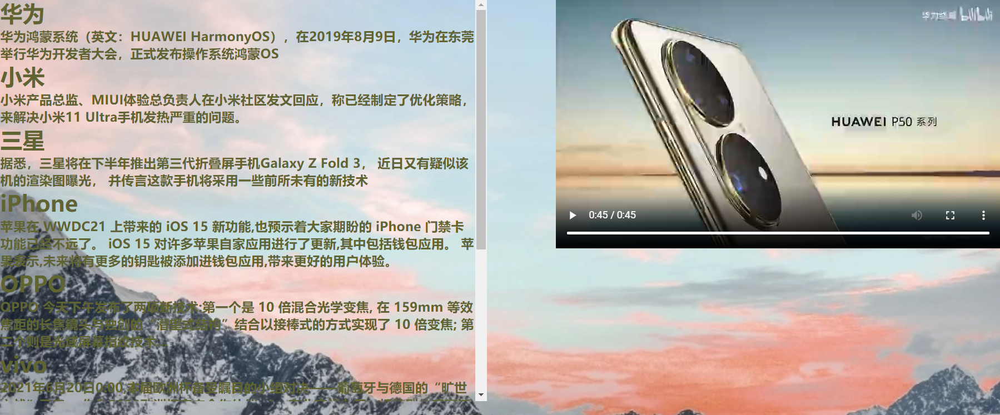 华为
华为鸿蒙系统（英文：HUAWEI HarmonyOS），在2019年8月9日，华为在东莞
举行华为开发者大会，正式发布操作系统鸿蒙OS
小米
小米产品总监、MIUI体验总负责人在小米社区发文回应，称已经制定了优化策略，
来解决小米11 Ultra手机发热严重的问题。
三星
据悉，三星将在下半年推出第三代折叠屏手机Galaxy Z Fold 3， 近日又有疑似该
机的渲染图曝光， 并传言这款手机将采用一些前所未有的新技术
iPhone
苹果在 WWDC21 上带来的 iOS 15 新功能,也预示着大家期盼的 iPhone 门禁卡
功能已经不远了。 iOS 15 对许多苹果自家应用进行了更新,其中包括钱包应用。 苹
果表示,未来将有更多的钥匙被添加进钱包应用,带来更好的用户体验。
OPPO
OPPO 今天下午发布了两项新技术:第一个是 10 倍混合光学变焦, 在 159mm 等效
焦距的长焦镜头与独创的“潜望式结构”结合以接棒式的方式实现了 10 倍变焦; 第
二个则是光域屏幕指纹技术...
vivo
2021年6月20日0:00,本届欧洲杯备受瞩目的小组对决——葡萄牙与德国的“旷世
bilibili
HUAWEI P50 系列
0:45 / 0:45